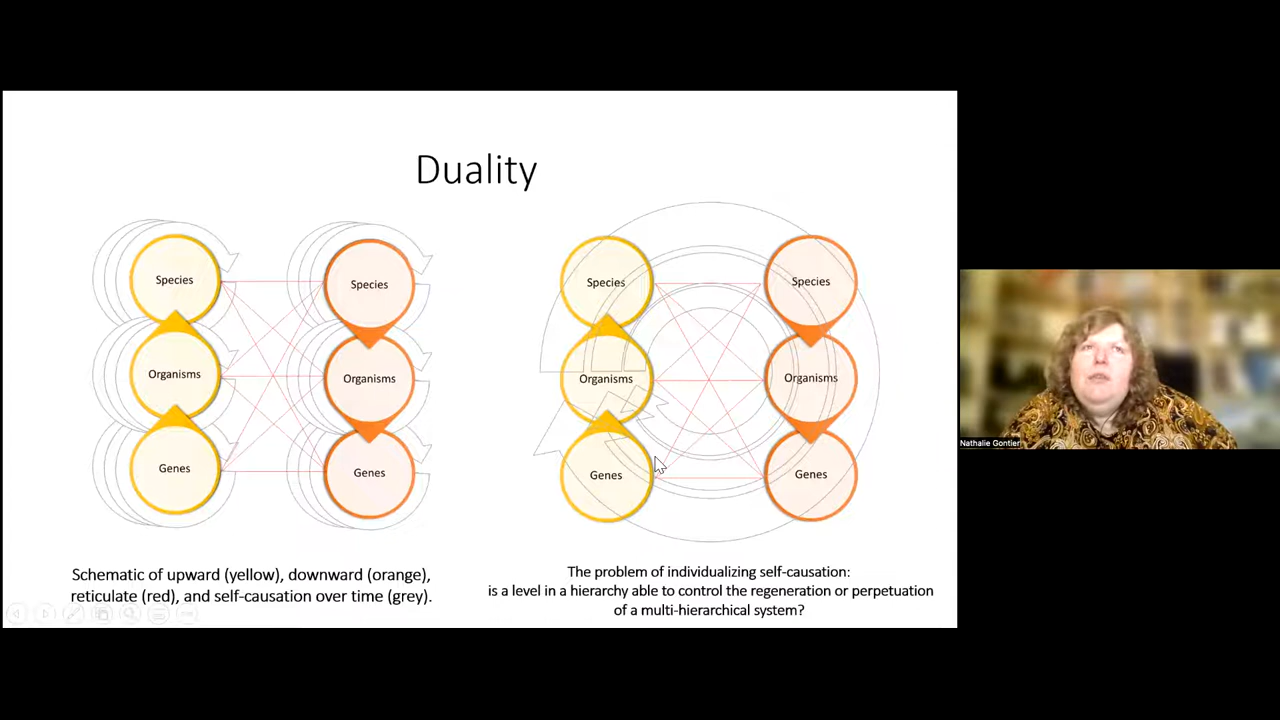 Duality
Species
Organisms
Genes
Species
Organisms
Genes
Schematic of upward (yellow), downward (orange),
reticulate (red), and self-causation over time (grey).
Species
Organisms
Genes
Species
Organisms
Genes
The problem of individualizing self-causation:
is a level in a hierarchy able to control the regeneration or perpetuation
of a multi-hierarchical system?
Nathalie Gontier